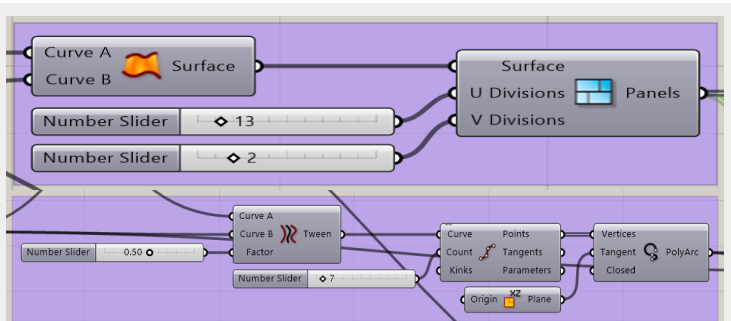 Curve A
Curve B
Surface
Number Slider 13
Number Slider 2
Surface
U Divisions
V Divisions
Panels
Curve A
Curve B
Factor
Tween
Number Slider 0.50
Number Slider 7
Curve
Count
Kinks
Points
Tangents
Parameters
Origin
XZ
Plane
Vertices
Tangent
Closed
PolyArc